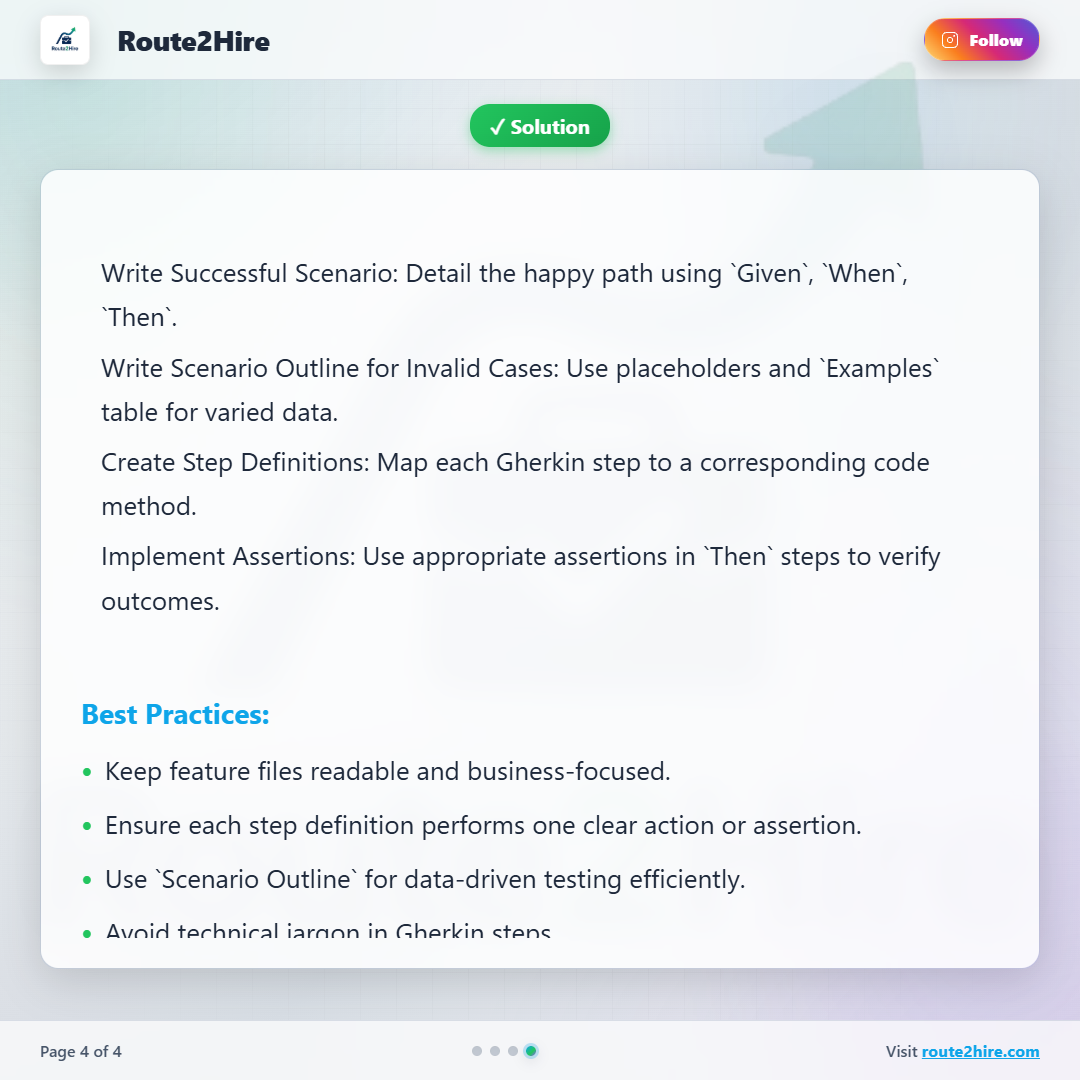 Route2Hire
Route2Hire
Follow
✓ Solution
Write Successful Scenario: Detail the happy path using `Given`, `When`,
`Then`.
Write Scenario Outline for Invalid Cases: Use placeholders and `Examples`
table for varied data.
Create Step Definitions: Map each Gherkin step to a corresponding code
method.
Implement Assertions: Use appropriate assertions in `Then` steps to verify
outcomes.
Best Practices:
• Keep feature files readable and business-focused.
• Ensure each step definition performs one clear action or assertion.
• Use `Scenario Outline` for data-driven testing efficiently.
• Avoid technical jargon in Gherkin steps
Page 4 of 4
Visit route2hire.com